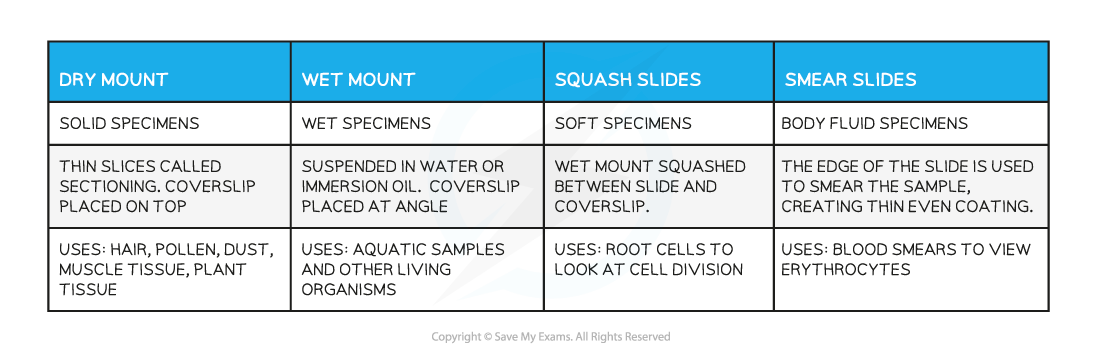 DRY MOUNT
WET MOUNT
SQUASH SLIDES
SMEAR SLIDES
SOLID SPECIMENS
WET SPECIMENS
SOFT SPECIMENS
BODY FLUID SPECIMENS
THIN SLICES CALLED
SECTIONING. COVERSLIP
PLACED ON TOP
SUSPENDED IN WATER OR
IMMERSION OIL. COVERSLIP
PLACED AT ANGLE
WET MOUNT SQUASHED
BETWEEN SLIDE AND
COVERSLIP.
THE EDGE OF THE SLIDE IS USED
TO SMEAR THE SAMPLE,
CREATING THIN EVEN COATING.
USES: HAIR, POLLEN, DUST,
MUSCLE TISSUE, PLANT
TISSUE
USES: AQUATIC SAMPLES
AND OTHER LIVING
ORGANISMS
USES: ROOT CELLS TO
LOOK AT CELL DIVISION
USES: BLOOD SMEARS TO VIEW
ERYTHROCYTES
Copyright © Save My Exams. All Rights Reserved